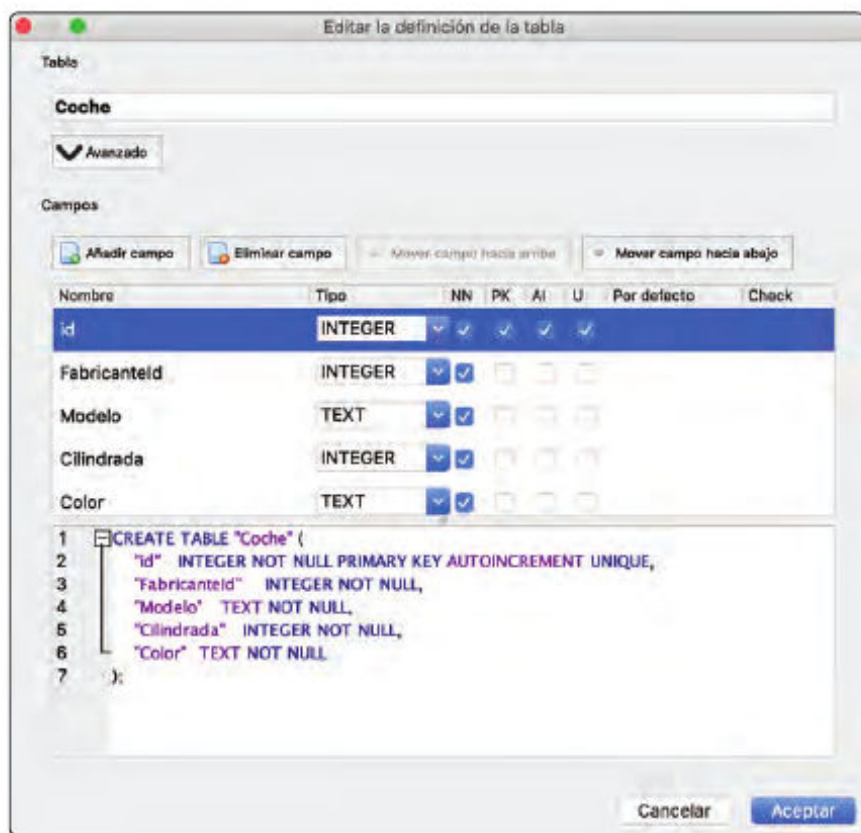 Editar la definición de la tabla
Tabla
Coche
Avanzado
Campos
Añadir campo Eliminar campo Mover campo hacia arriba Mover campo hacia abajo
Nombre Tipo NN PK AI U Por defecto Check
id INTEGER
FabricanteId INTEGER
Modelo TEXT
Cilindrada INTEGER
Color TEXT
1 CREATE TABLE "Coche" (
2 "id" INTEGER NOT NULL PRIMARY KEY AUTOINCREMENT UNIQUE,
3 "FabricanteId" INTEGER NOT NULL,
4 "Modelo" TEXT NOT NULL,
5 "Cilindrada" INTEGER NOT NULL,
6 "Color" TEXT NOT NULL
7 );
Cancelar Aceptar